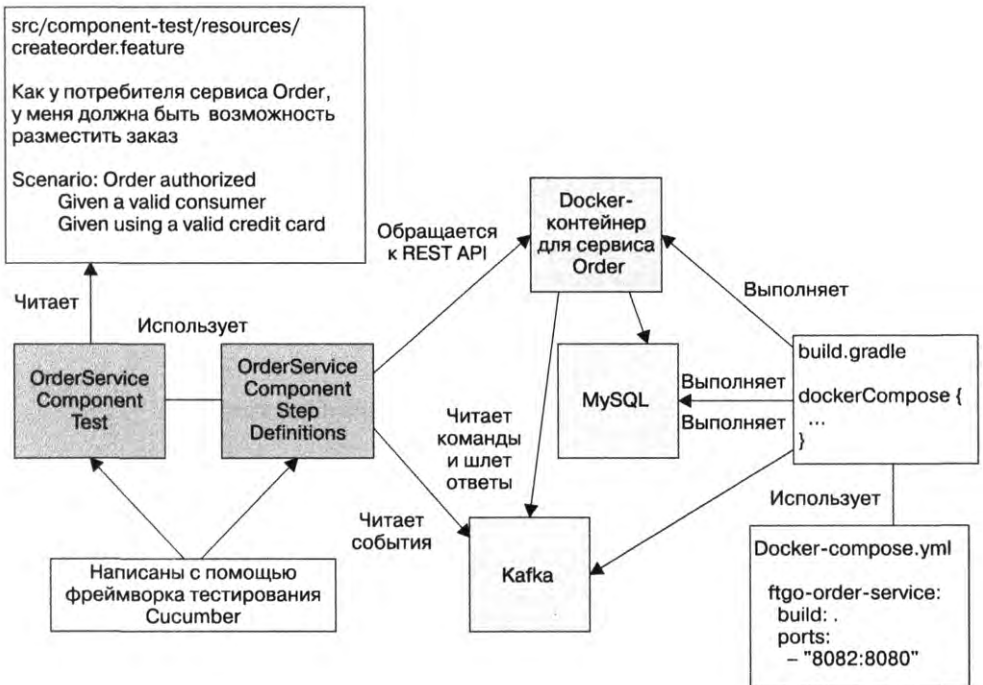 src/component-test/resources/
createorder.feature
Как у потребителя сервиса Order,
у меня должна быть возможность
разместить заказ
Scenario: Order authorized
Given a valid consumer
Given using a valid credit card
Читает
Использует
OrderService
Component
Test
OrderService
Component
Step
Definitions
Написаны с помощью
фреймворка тестирования
Cucumber
Обращается
к REST API
Читает
события
Docker-
контейнер
для сервиса
Order
Читает
команды
и шлет
ответы
MySQL
Kafka
Выполняет
Выполняет
Выполняет
build.gradle
dockerCompose {
...
}
Использует
Docker-compose.yml
ftgo-order-service:
build: .
ports:
– "8082:8080"